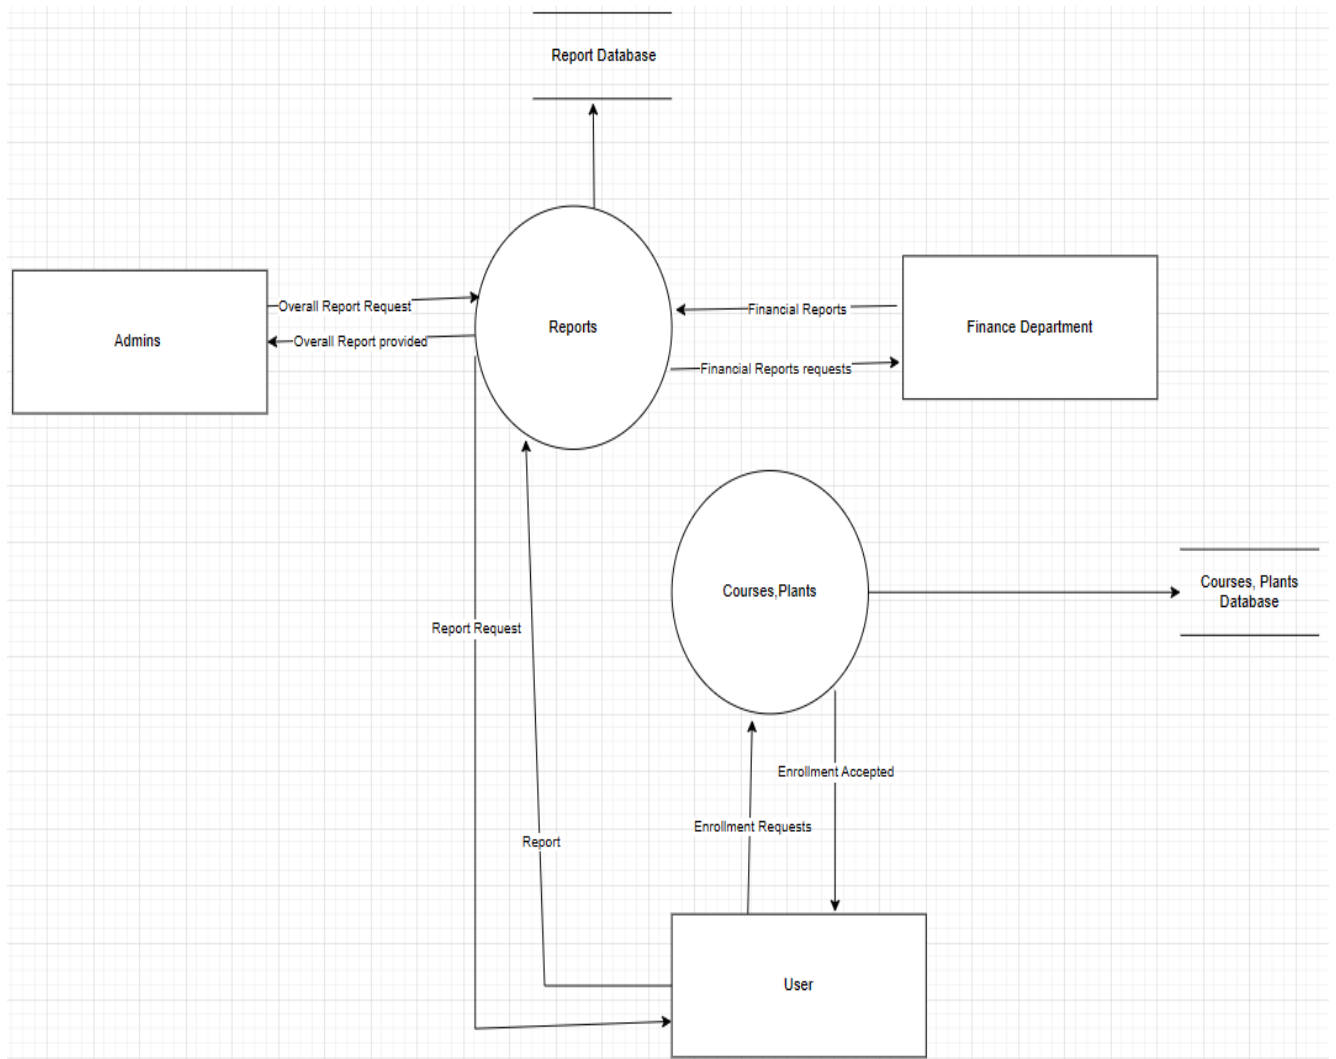 Report Database
Overall Report Request
Financial Reports
Admins
Reports
Finance Department
Overall Report provided
Financial Reports requests
Courses,Plants
Courses, Plants
Database
Report Request
Enrollment Accepted
Enrollment Requests
Report
User